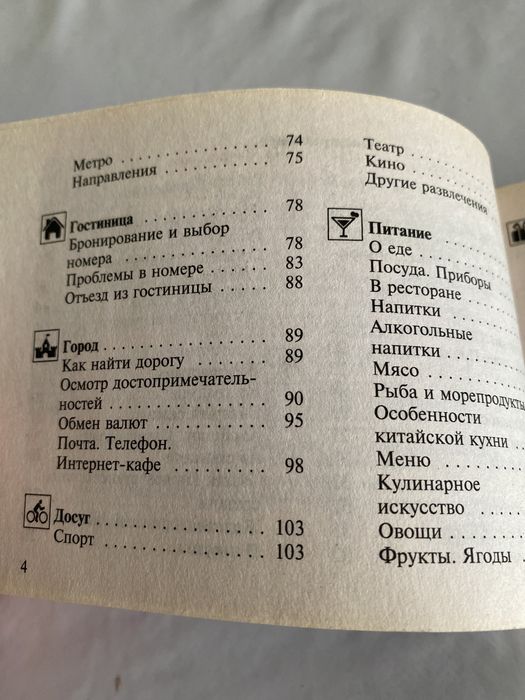 Метро . . . . . . . . . . . . . . . . . . 74
Направления . . . . . . . . . . . . . 75
Гостиница . . . . . . . . . . . . . . . 78
Бронирование и выбор
номера . . . . . . . . . . . . . . . . . 78
Проблемы в номере . . . . . . . . 83
Отъезд из гостиницы . . . . . . . 88
Город . . . . . . . . . . . . . . . . . . . 89
Как найти дорогу . . . . . . . . . . 89
Осмотр достопримечатель-
ностей . . . . . . . . . . . . . . . . . . 90
Обмен валют . . . . . . . . . . . . . 95
Почта. Телефон.
Интернет-кафе . . . . . . . . . . . 98
Досуг . . . . . . . . . . . . . . . . . . 103
Спорт . . . . . . . . . . . . . . . . . . 103
4
Театр . . . . . . . .
Кино . . . . . . . . .
Другие развлечения
Питание . . . . . . .
О еде . . . . . . . . .
Посуда. Приборы
В ресторане . . . .
Напитки . . . . . . .
Алкогольные
напитки . . . . . . .
Мясо . . . . . . . . .
Рыба и морепродукты
Особенности
китайской кухни . .
Меню . . . . . . . .
Кулинарное
искусство . . . . .
Овощи . . . . . . . .
Фрукты. Ягоды . .